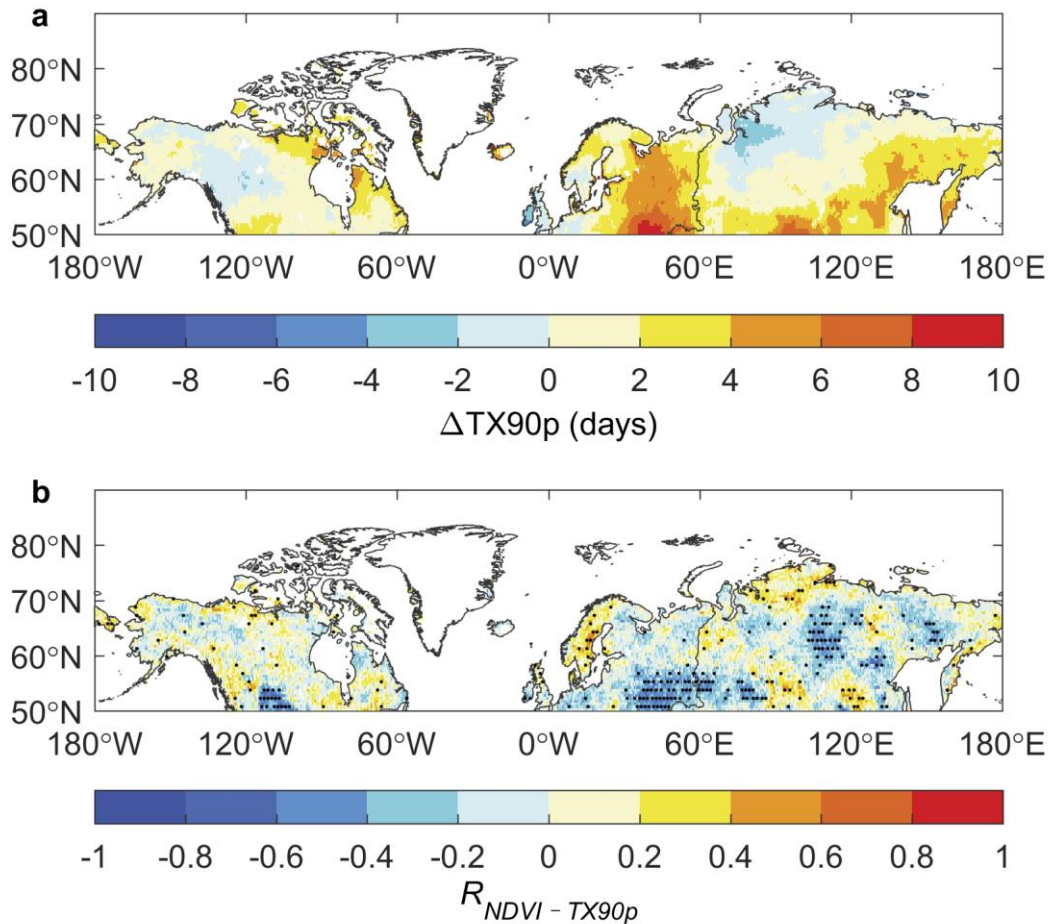 a
80°N
70°N
60°N
50°N
180°W 120°W 60°W 0°W 60°E 120°E 180°E
-10 -8 -6 -4 -2 0 2 4 6 8 10
ΔTX90p (days)
b
80°N
70°N
60°N
50°N
180°W 120°W 60°W 0°W 60°E 120°E 180°E
-1 -0.8 -0.6 -0.4 -0.2 0 0.2 0.4 0.6 0.8 1
R NDVI - TX90p